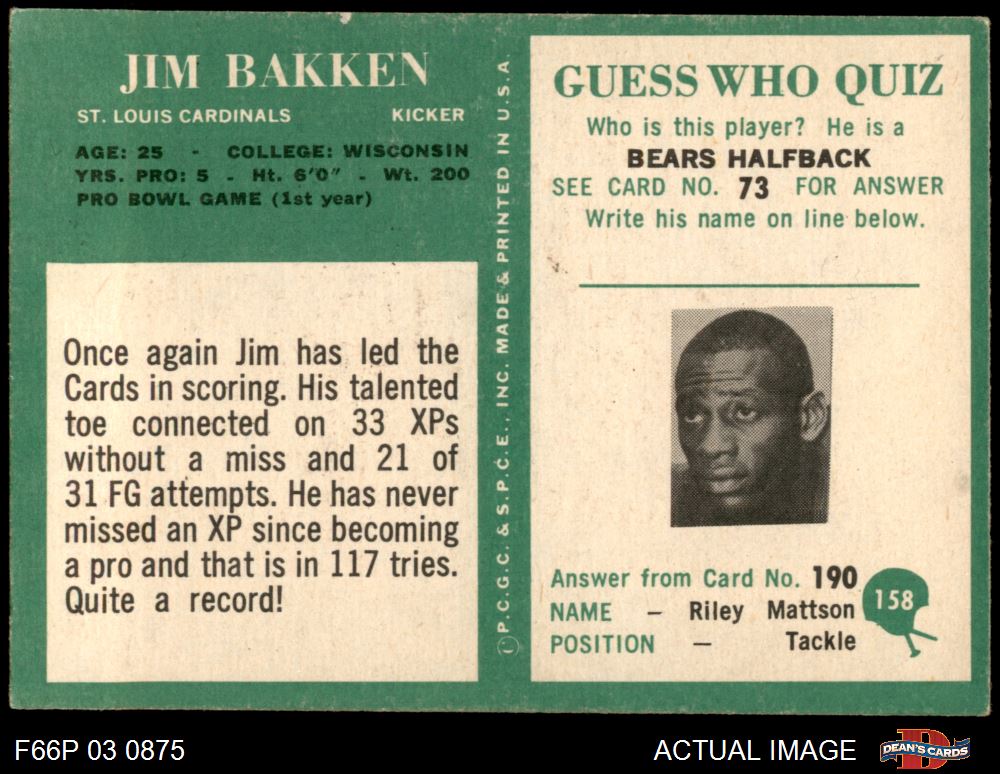 JIM BAKKEN
ST. LOUIS CARDINALS KICKER
AGE: 25 - COLLEGE: WISCONSIN
YRS. PRO: 5 - Ht. 6'0" - Wt. 200
PRO BOWL GAME (1st year)
Once again Jim has led the
Cards in scoring. His talented
toe connected on 33 XPs
without a miss and 21 of
31 FG attempts. He has never
missed an XP since becoming
a pro and that is in 117 tries.
Quite a record!
©P.C.G.C. & S.P.C.E., INC. MADE & PRINTED IN U.S.A.
GUESS WHO QUIZ
Who is this player? He is a
BEARS HALFBACK
SEE CARD NO. 73 FOR ANSWER
Write his name on line below.
Answer from Card No. 190
NAME – Riley Mattson
POSITION – Tackle
158
F66P 03 0875
ACTUAL IMAGE
DEAN'S CARDS